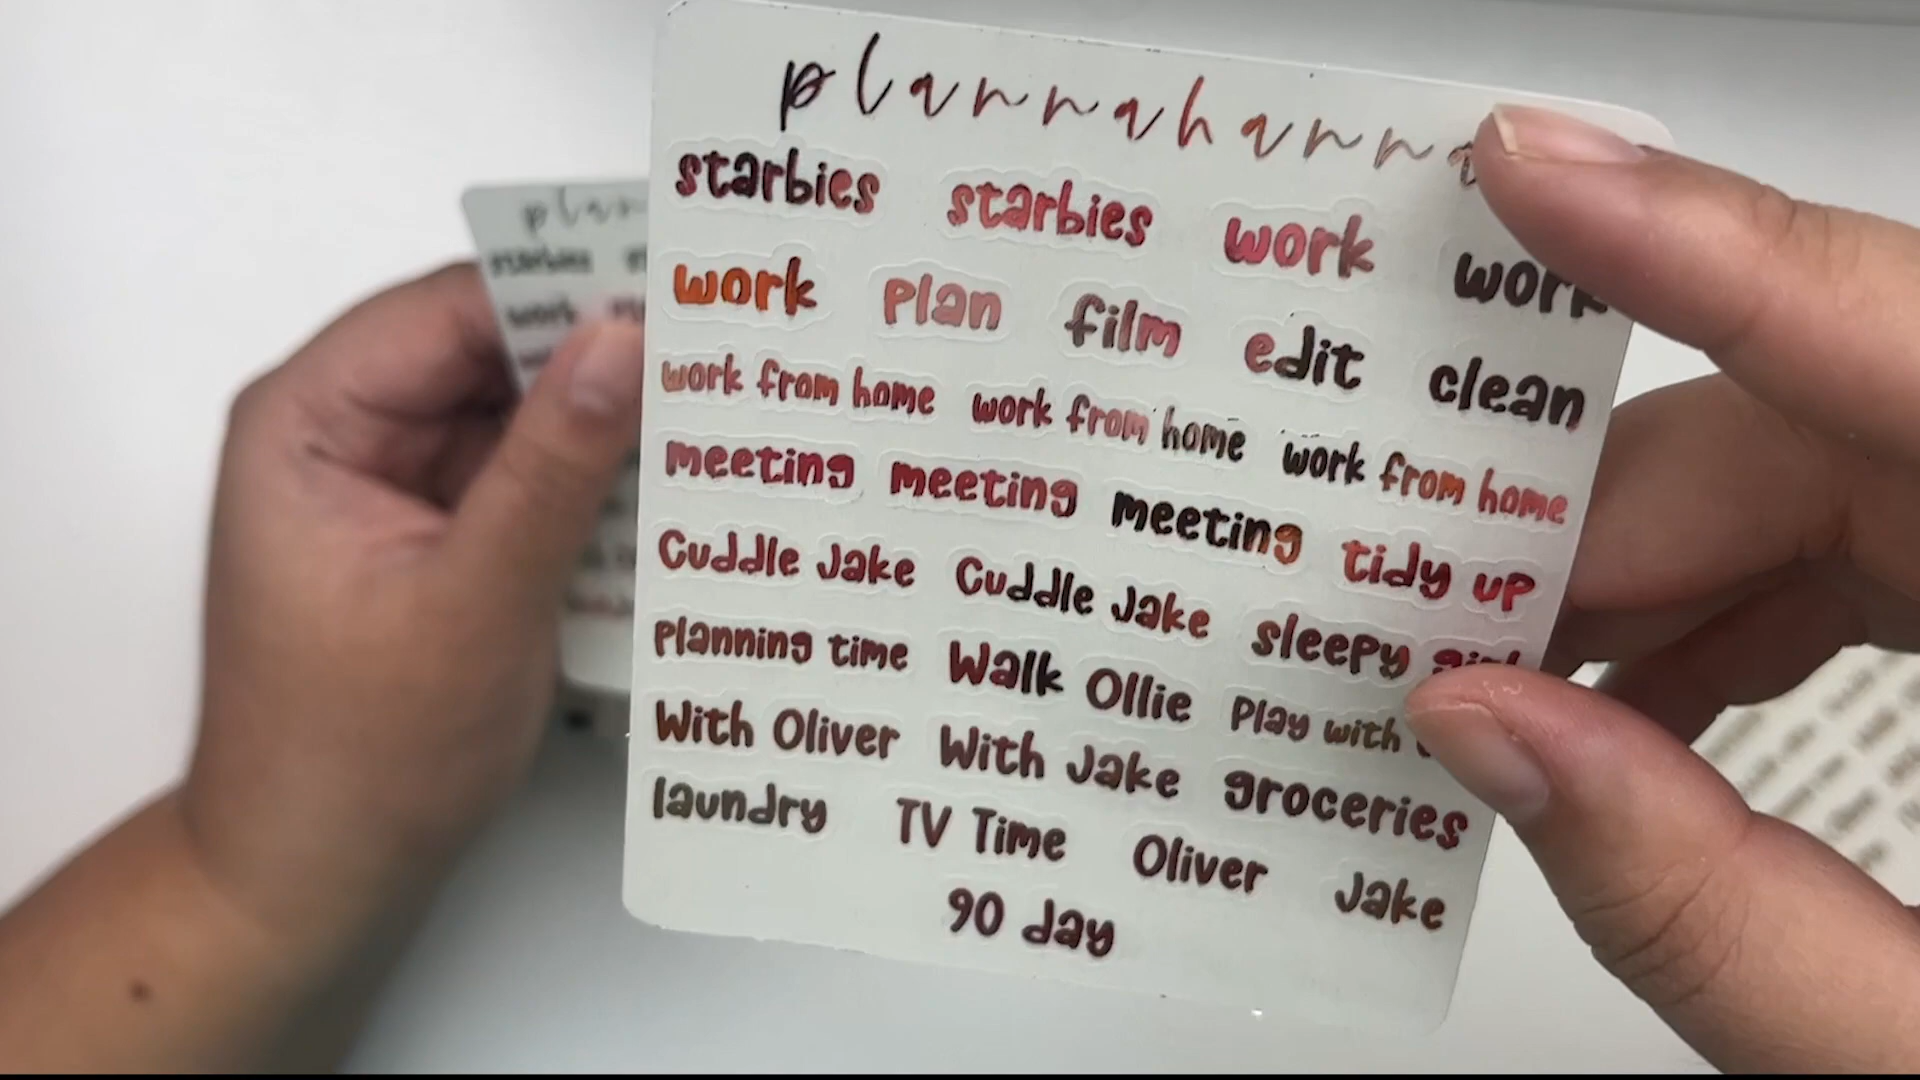 plannahanna
starbies starbies work work
work plan film edit clean
work from home work from home work from home
meeting meeting meeting tidy up
Cuddle Jake Cuddle Jake sleepy girl
Planning time Walk Ollie Play with
With Oliver With Jake groceries
laundry TV Time Oliver Jake
90 day